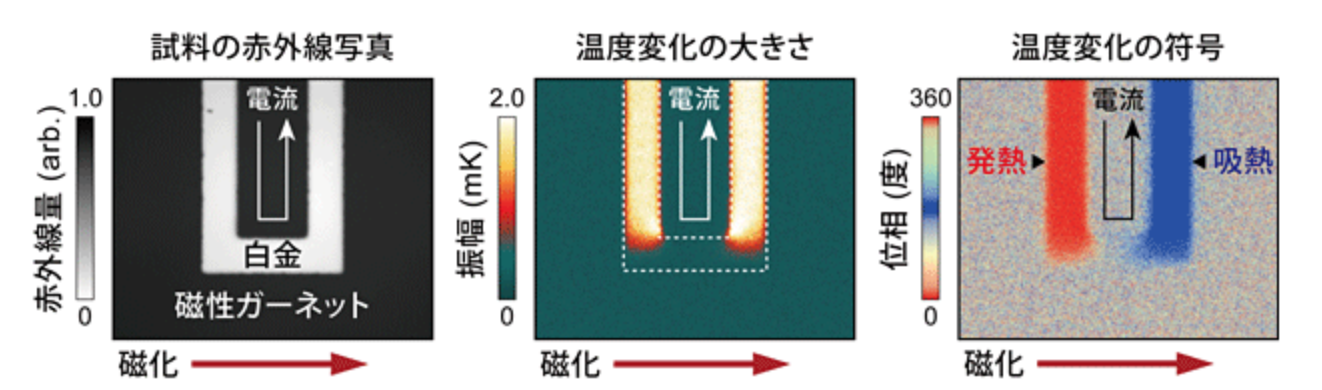 試料の赤外線写真
赤外線量 (arb.)
1.0
0
電流
白金
磁性ガーネット
磁化
温度変化の大きさ
振幅 (mK)
2.0
0
電流
磁化
温度変化の符号
位相 (度)
360
0
電流
発熱
吸熱
磁化